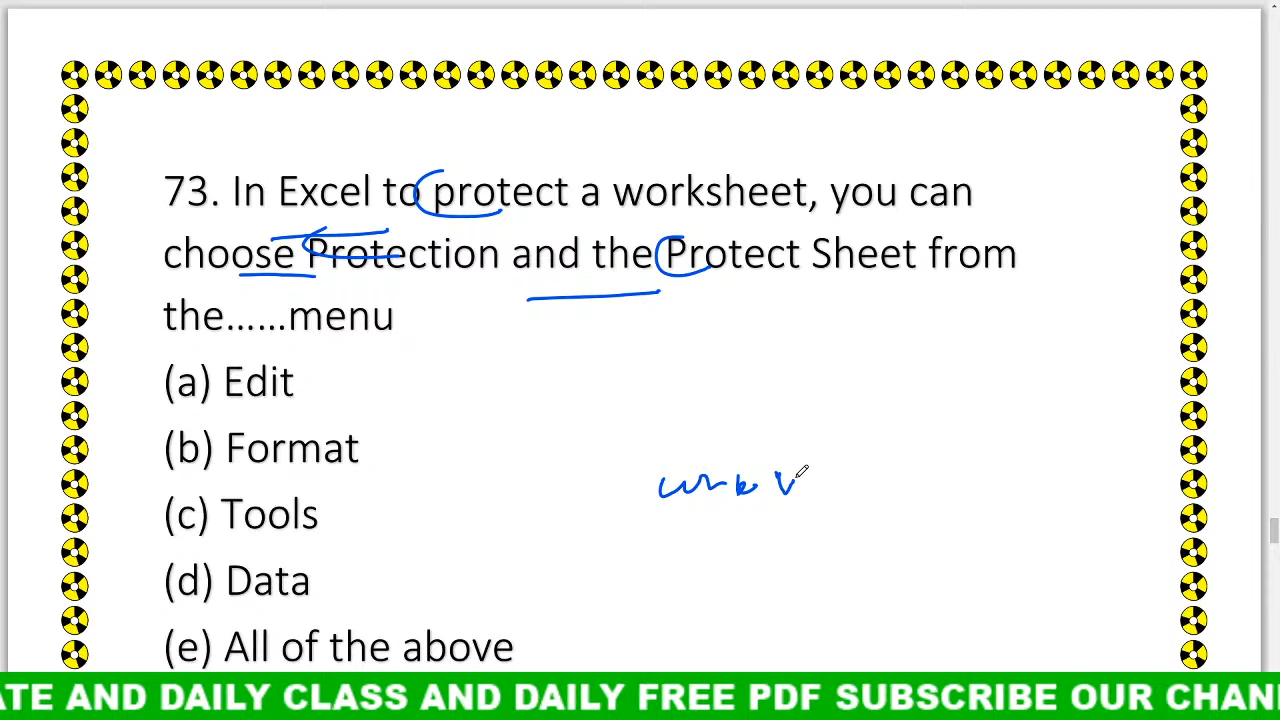 73. In Excel to protect a worksheet, you can
choose Protection and the Protect Sheet from
the......menu
(a) Edit
(b) Format
(c) Tools
(d) Data
(e) All of the above
ATE AND DAILY CLASS AND DAILY FREE PDF SUBSCRIBE OUR CHAN